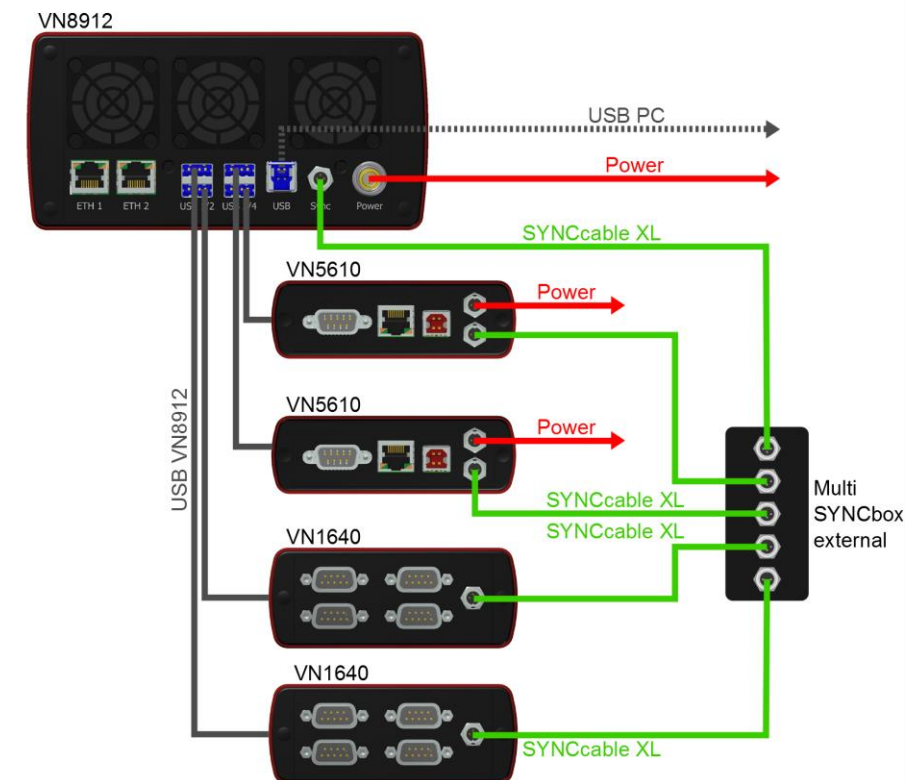 VN8912
USB PC
Power
ETH 1 ETH 2 USB Sync Power
SYNCcable XL
VN5610
Power
VN5610
Power
USB VN8912
SYNCcable XL
SYNCcable XL
Multi
SYNCbox
external
VN1640
VN1640
SYNCcable XL